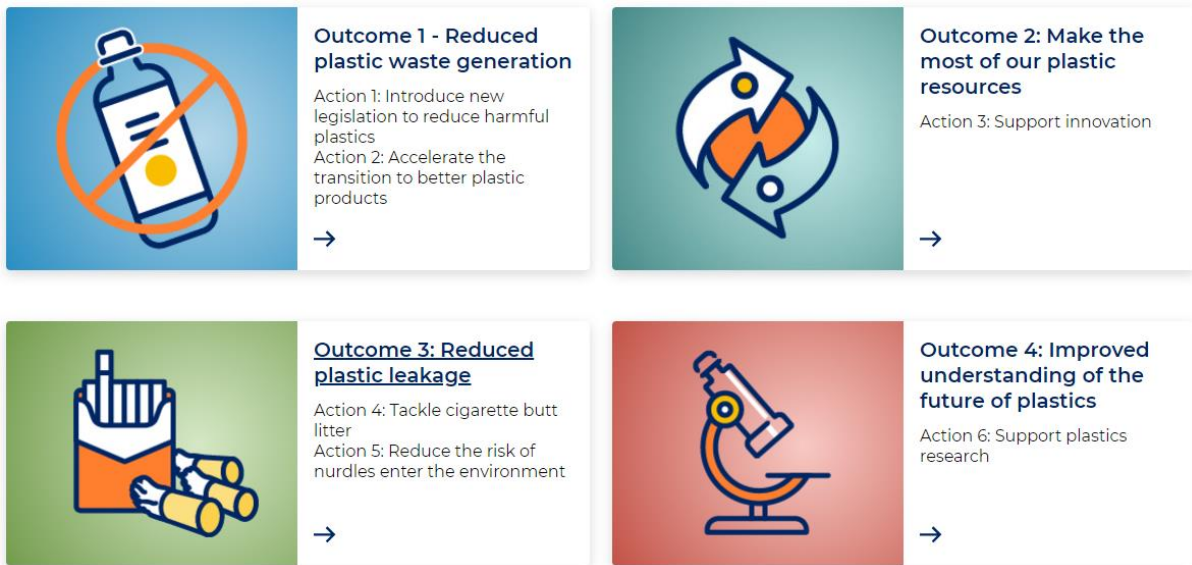 Outcome 1 - Reduced
plastic waste generation
Action 1: Introduce new
legislation to reduce harmful
plastics
Action 2: Accelerate the
transition to better plastic
products
Outcome 2: Make the
most of our plastic
resources
Action 3: Support innovation
Outcome 3: Reduced
plastic leakage
Action 4: Tackle cigarette butt
litter
Action 5: Reduce the risk of
nurdles enter the environment
Outcome 4: Improved
understanding of the
future of plastics
Action 6: Support plastics
research